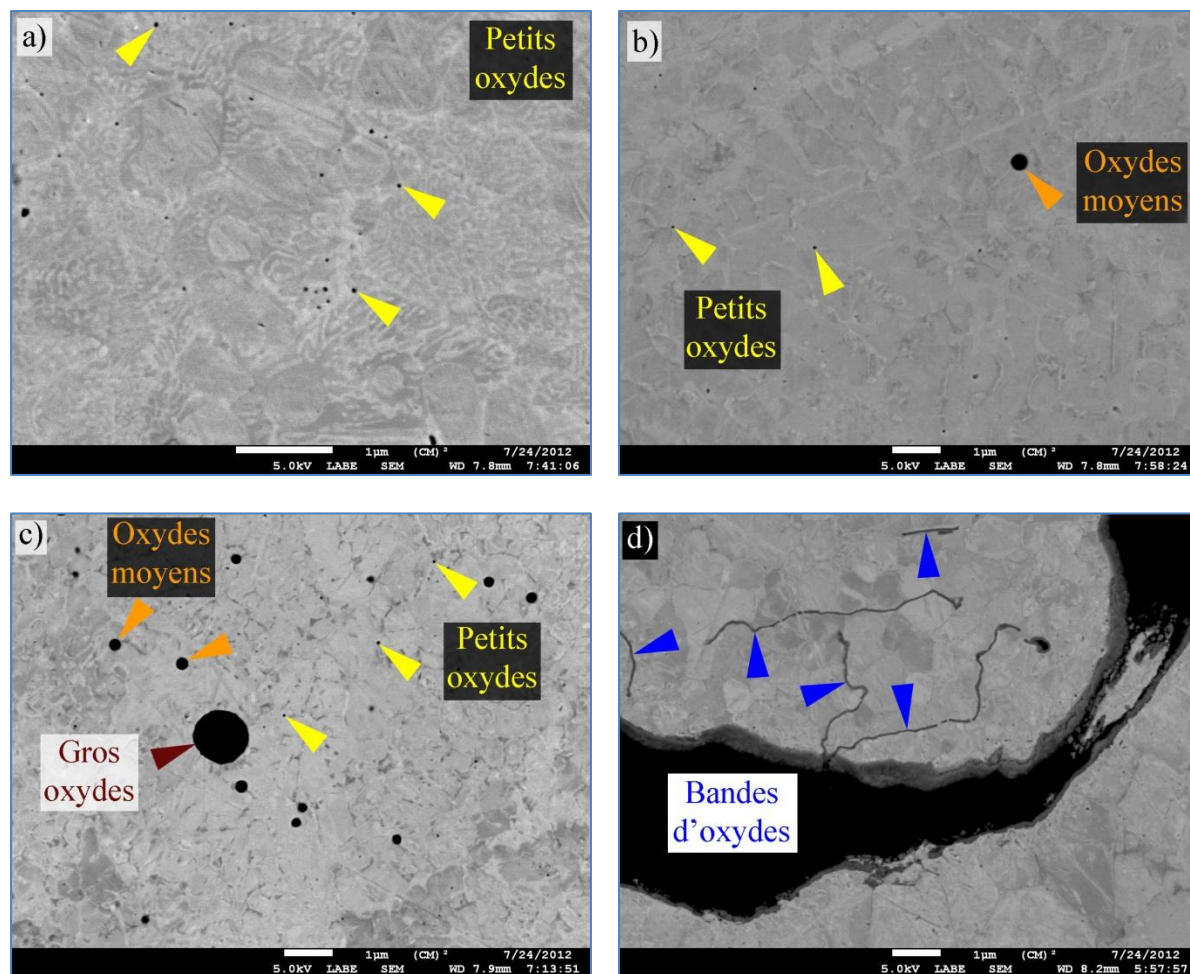 a)
Petits
oxydes
1µm (CM)² 7/24/2012
5.0kV LABE SEM WD 7.8mm 7:41:06
b)
Oxydes
moyens
Petits
oxydes
1µm (CM)² 7/24/2012
5.0kV LABE SEM WD 7.8mm 7:58:24
c)
Oxydes
moyens
Petits
oxydes
Gros
oxydes
1µm (CM)² 7/24/2012
5.0kV LABE SEM WD 7.9mm 7:13:51
d)
Bandes
d’oxydes
1µm (CM)² 7/24/2012
5.0kV LABE SEM WD 8.2mm 5:57:57